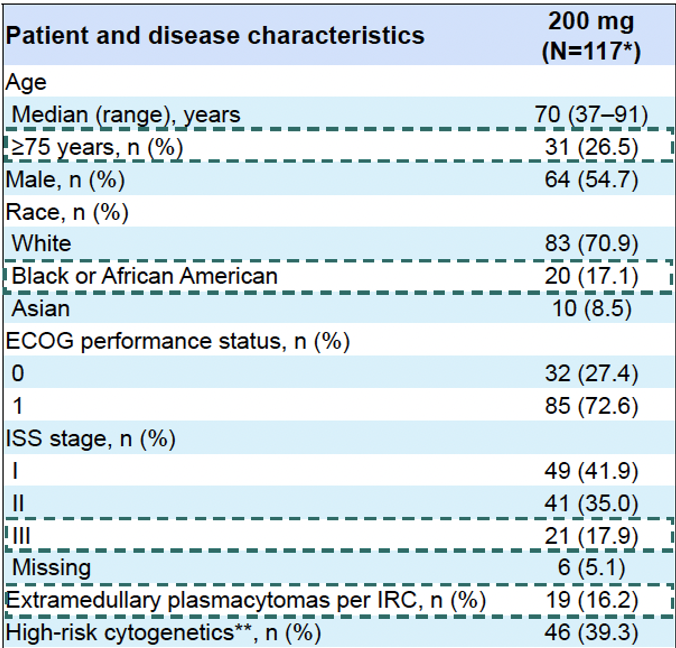 Patient and disease characteristics 200 mg (N=117*)
Age
Median (range), years 70 (37–91)
≥75 years, n (%) 31 (26.5)
Male, n (%) 64 (54.7)
Race, n (%)
White 83 (70.9)
Black or African American 20 (17.1)
Asian 10 (8.5)
ECOG performance status, n (%)
0 32 (27.4)
1 85 (72.6)
ISS stage, n (%)
I 49 (41.9)
II 41 (35.0)
III 21 (17.9)
Missing 6 (5.1)
Extramedullary plasmacytomas per IRC, n (%) 19 (16.2)
High-risk cytogenetics**, n (%) 46 (39.3)